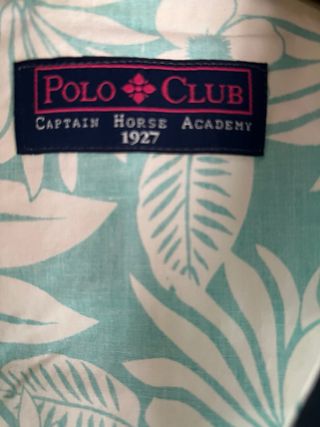 POLO CLUB
CAPTAIN HORSE ACADEMY
1927